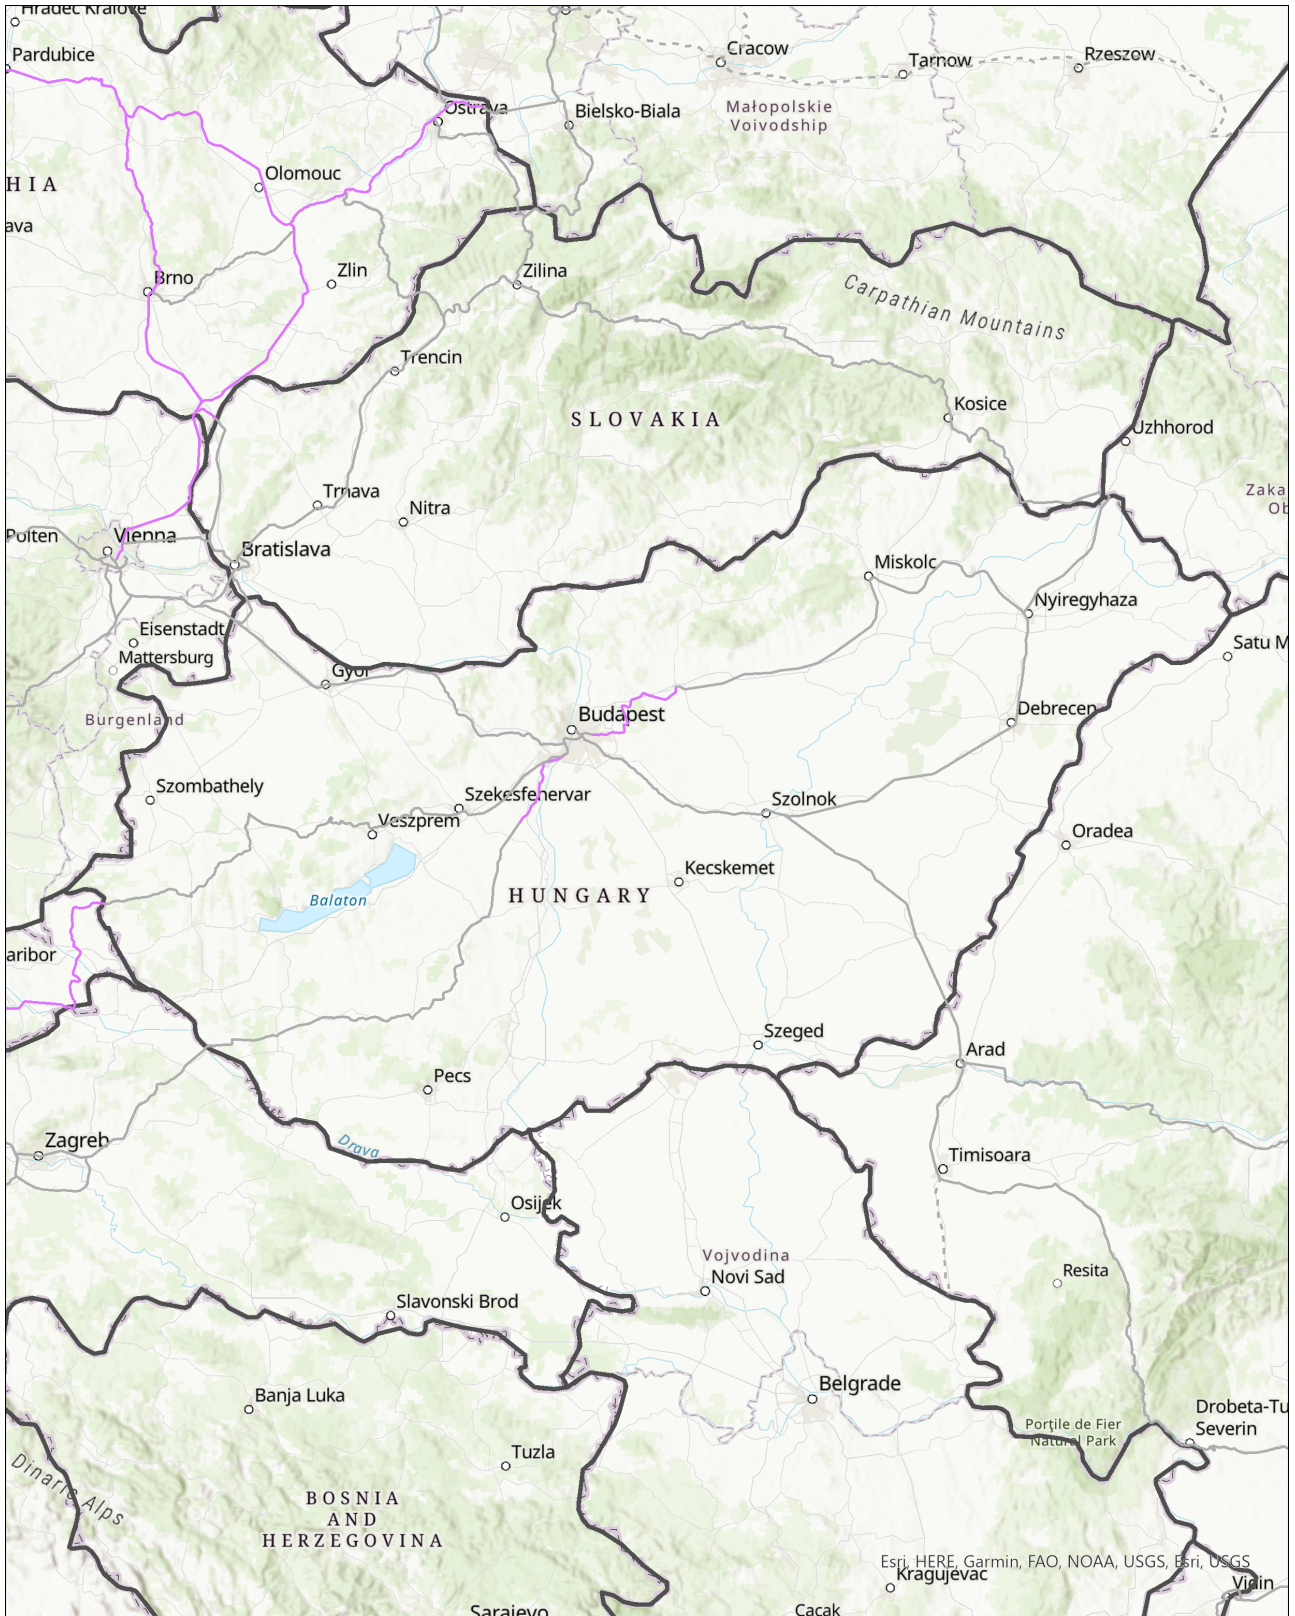 Hradec Kralove
Pardubice
Cracow
Tarnow
Rzeszow
Ostrava
Bielsko-Biala
Małopolskie
Voivodship
Olomouc
HIA
ava
Brno
Zlin
Zilina
Carpathian Mountains
Trencin
SLOVAKIA
Kosice
Uzhhorod
Trnava
Nitra
Zaka
Ob
Polten
Vienna
Bratislava
Miskolc
Nyiregyhaza
Eisenstadt
Mattersburg
Satu M
Gyor
Burgenland
Budapest
Debrecen
Szombathely
Szekesfehervar
Szolnok
Veszprem
Oradea
Kecskemet
HUNGARY
Balaton
aribor
Szeged
Arad
Pecs
Zagreb
Drava
Timisoara
Osijek
Vojvodina
Novi Sad
Resita
Slavonski Brod
Belgrade
Banja Luka
Drobeta-Tu
Severin
Porţile de Fier
Natural Park
Tuzla
Dinaric Alps
BOSNIA
AND
HERZEGOVINA
Esri, HERE, Garmin, FAO, NOAA, USGS, Esri, USGS
Kragujevac
Vidin
Sarajevo
Cacak